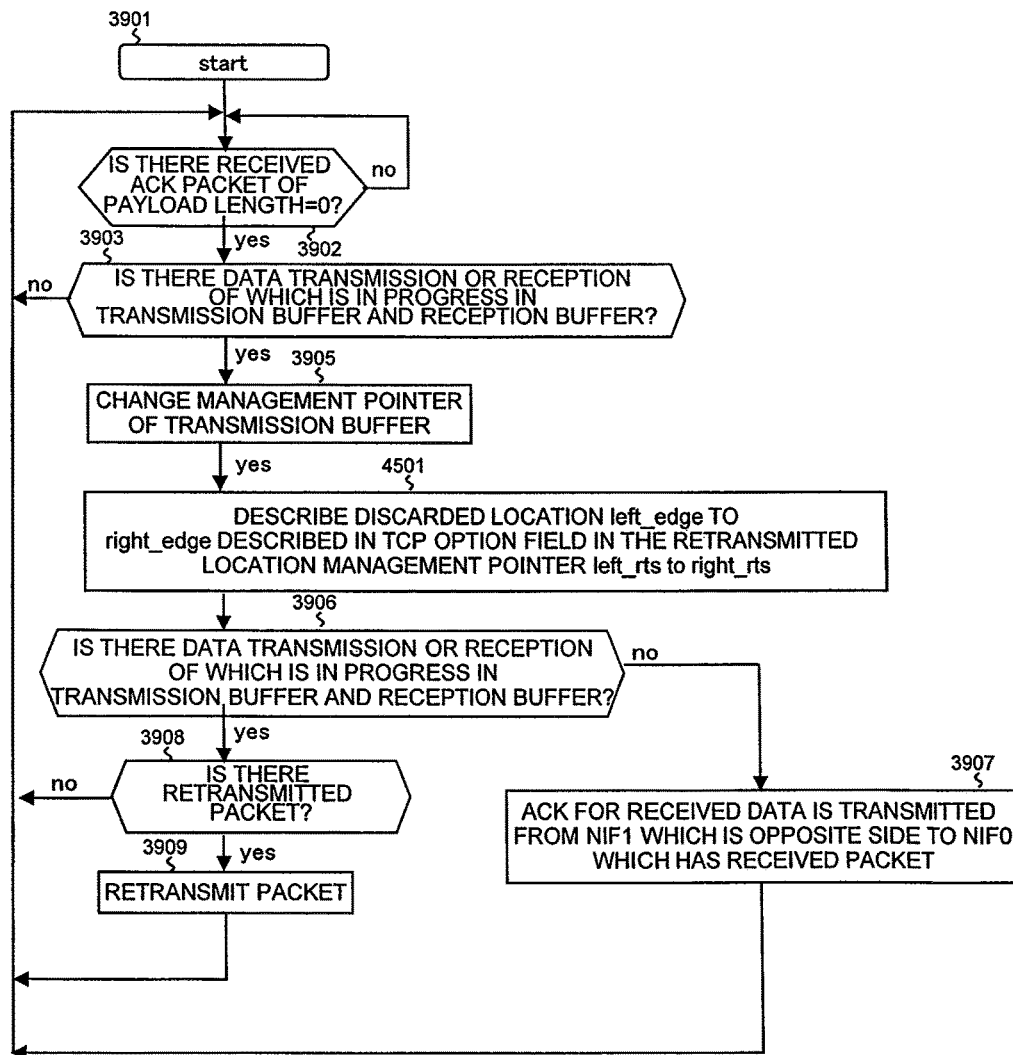 3901
start
IS THERE RECEIVED
ACK PACKET OF
PAYLOAD LENGTH=0?
no
3903
yes
3902
IS THERE DATA TRANSMISSION OR RECEPTION
OF WHICH IS IN PROGRESS IN
TRANSMISSION BUFFER AND RECEPTION BUFFER?
no
yes
3905
CHANGE MANAGEMENT POINTER
OF TRANSMISSION BUFFER
yes
4501
DESCRIBE DISCARDED LOCATION left_edge TO
right_edge DESCRIBED IN TCP OPTION FIELD IN THE RETRANSMITTED
LOCATION MANAGEMENT POINTER left_rts to right_rts
3906
IS THERE DATA TRANSMISSION OR RECEPTION
OF WHICH IS IN PROGRESS IN
TRANSMISSION BUFFER AND RECEPTION BUFFER?
no
yes
3908
IS THERE
RETRANSMITTED
PACKET?
no
3907
ACK FOR RECEIVED DATA IS TRANSMITTED
FROM NIF1 WHICH IS OPPOSITE SIDE TO NIF0
WHICH HAS RECEIVED PACKET
3909
yes
RETRANSMIT PACKET